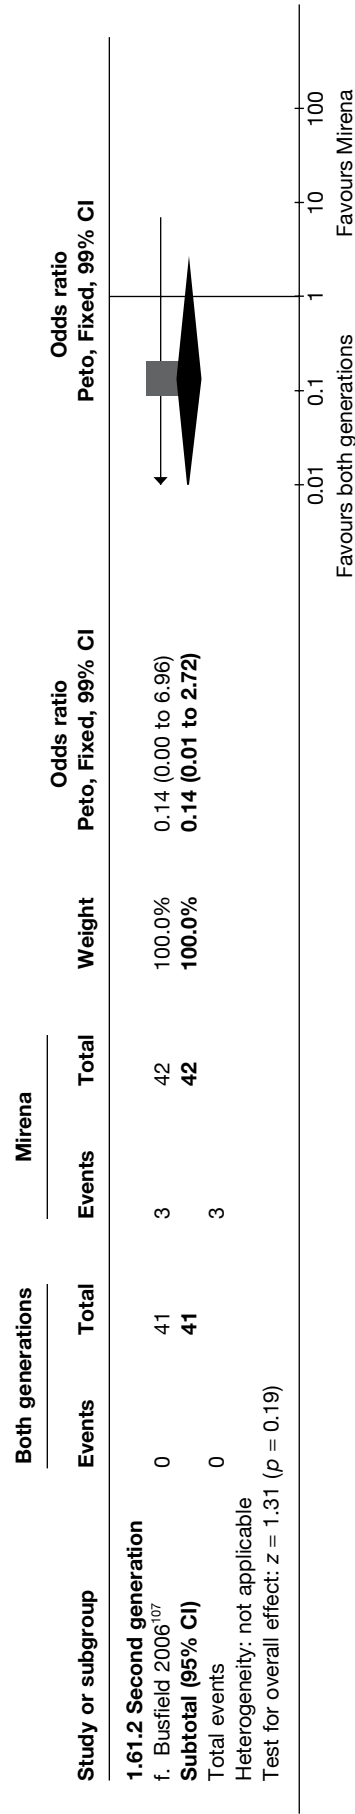 Both generations Mirena Odds ratio Odds ratio
Study or subgroup Events Total Events Total Weight Peto, Fixed, 99% CI Peto, Fixed, 99% CI
1.61.2 Second generation
f. Busfield 2006107 0 41 3 42 100.0% 0.14 (0.00 to 6.96)
Subtotal (95% CI) 41 42 100.0% 0.14 (0.01 to 2.72)
Total events 0 3
Heterogeneity: not applicable
Test for overall effect: z = 1.31 (p = 0.19)
0.01 0.1 1 10 100
Favours both generations Favours Mirena